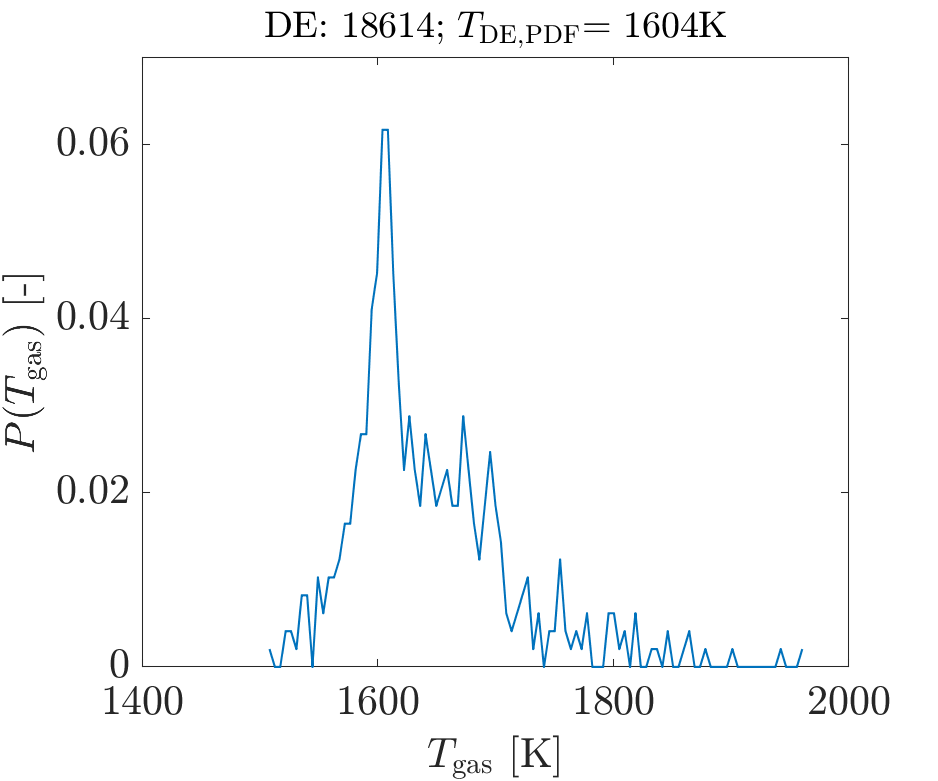 DE: 18614; T_DE,PDF= 1604K
0.06
0.04
0.02
0
P(T_gas) [-]
1400 1600 1800 2000
T_gas [K]